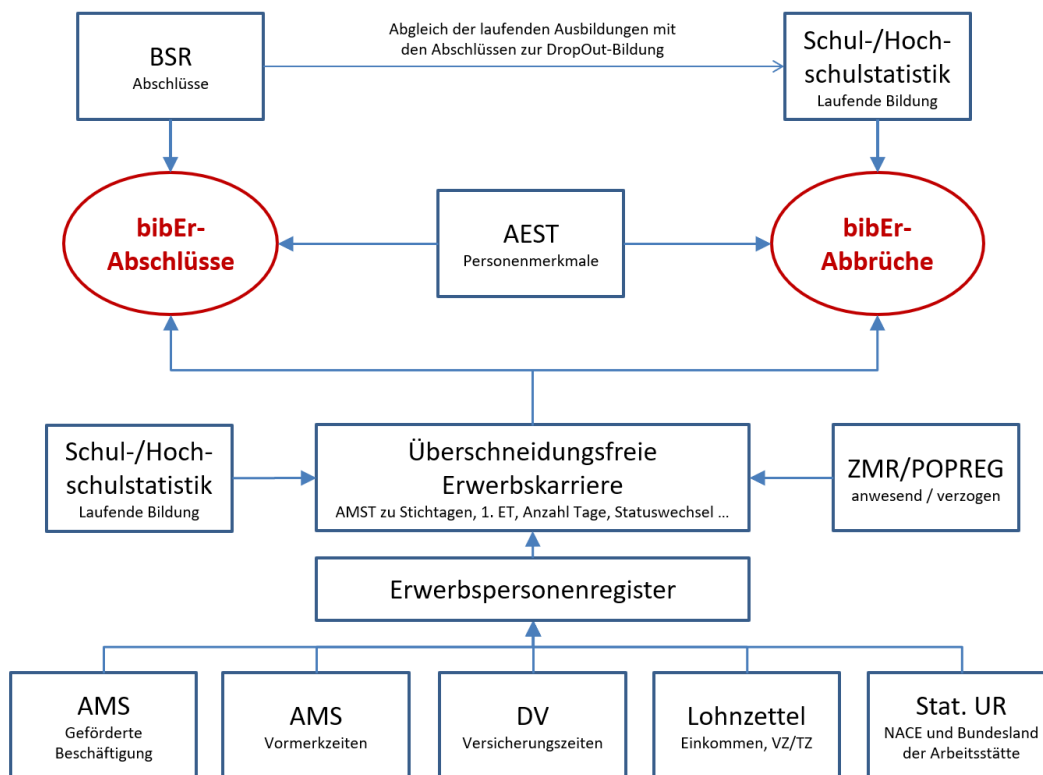 BSR
Abschlüsse
Abgleich der laufenden Ausbildungen mit
den Abschlüssen zur DropOut-Bildung
Schul-/Hoch-
schulstatistik
Laufende Bildung
bibEr-
Abschlüsse
AEST
Personenmerkmale
bibEr-
Abbrüche
Schul-/Hoch-
schulstatistik
Laufende Bildung
Überschneidungsfreie
Erwerbskarriere
AMST zu Stichtagen, 1. ET, Anzahl Tage, Statuswechsel ...
ZMR/POPREG
anwesend / verzogen
Erwerbspersonenregister
AMS
Geförderte
Beschäftigung
AMS
Vormerkzeiten
DV
Versicherungszeiten
Lohnzettel
Einkommen, VZ/TZ
Stat. UR
NACE und Bundesland
der Arbeitsstätte